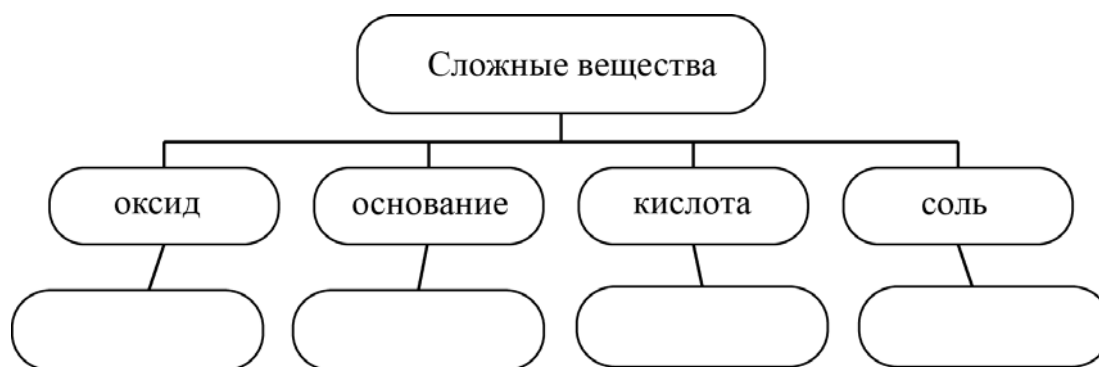 Сложные вещества
оксид
основание
кислота
соль